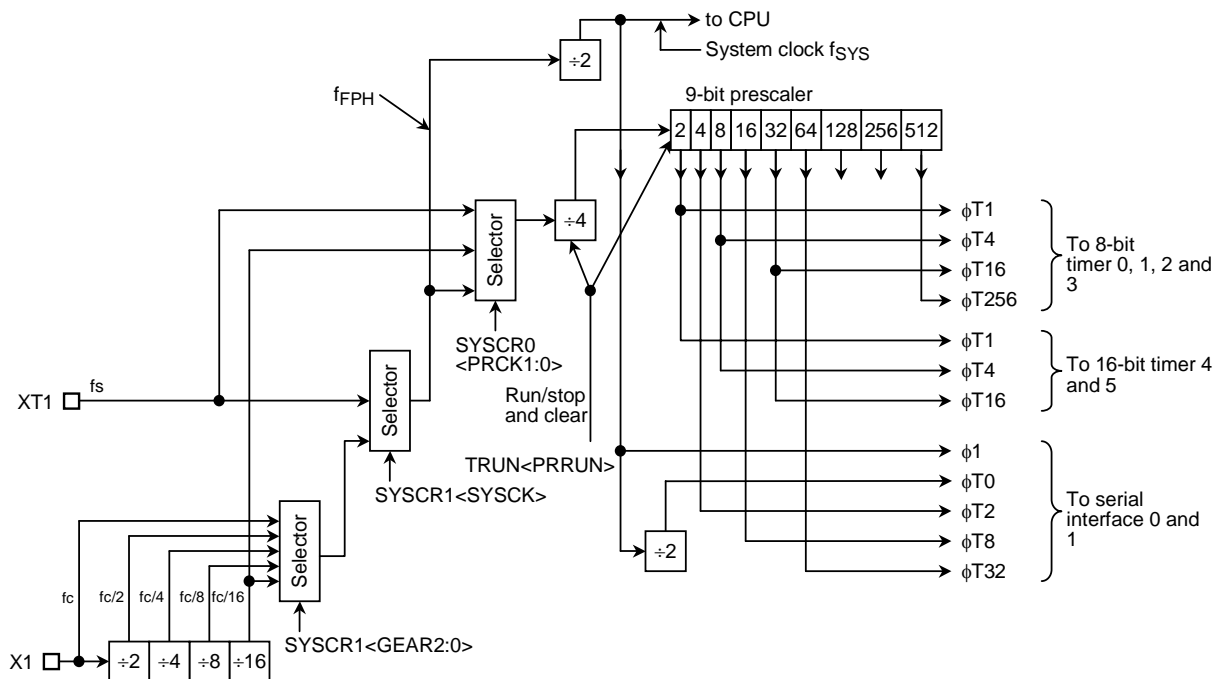 to CPU
÷2
System clock fSYS
fFPH
9-bit prescaler
2 4 8 16 32 64 128 256 512
÷4
Selector
ϕT1
ϕT4
ϕT16
ϕT256
To 8-bit
timer 0, 1, 2 and
3
SYSCR0
<PRCK1:0>
ϕT1
ϕT4
ϕT16
To 16-bit timer 4
and 5
fs
XT1
Selector
Run/stop
and clear
TRUN<PRRUN>
SYSCR1<SYSCK>
ϕ1
ϕT0
ϕT2
ϕT8
ϕT32
To serial
interface 0 and
1
÷2
Selector
fc
fc/2
fc/4
fc/8
fc/16
SYSCR1<GEAR2:0>
X1
÷2 ÷4 ÷8 ÷16